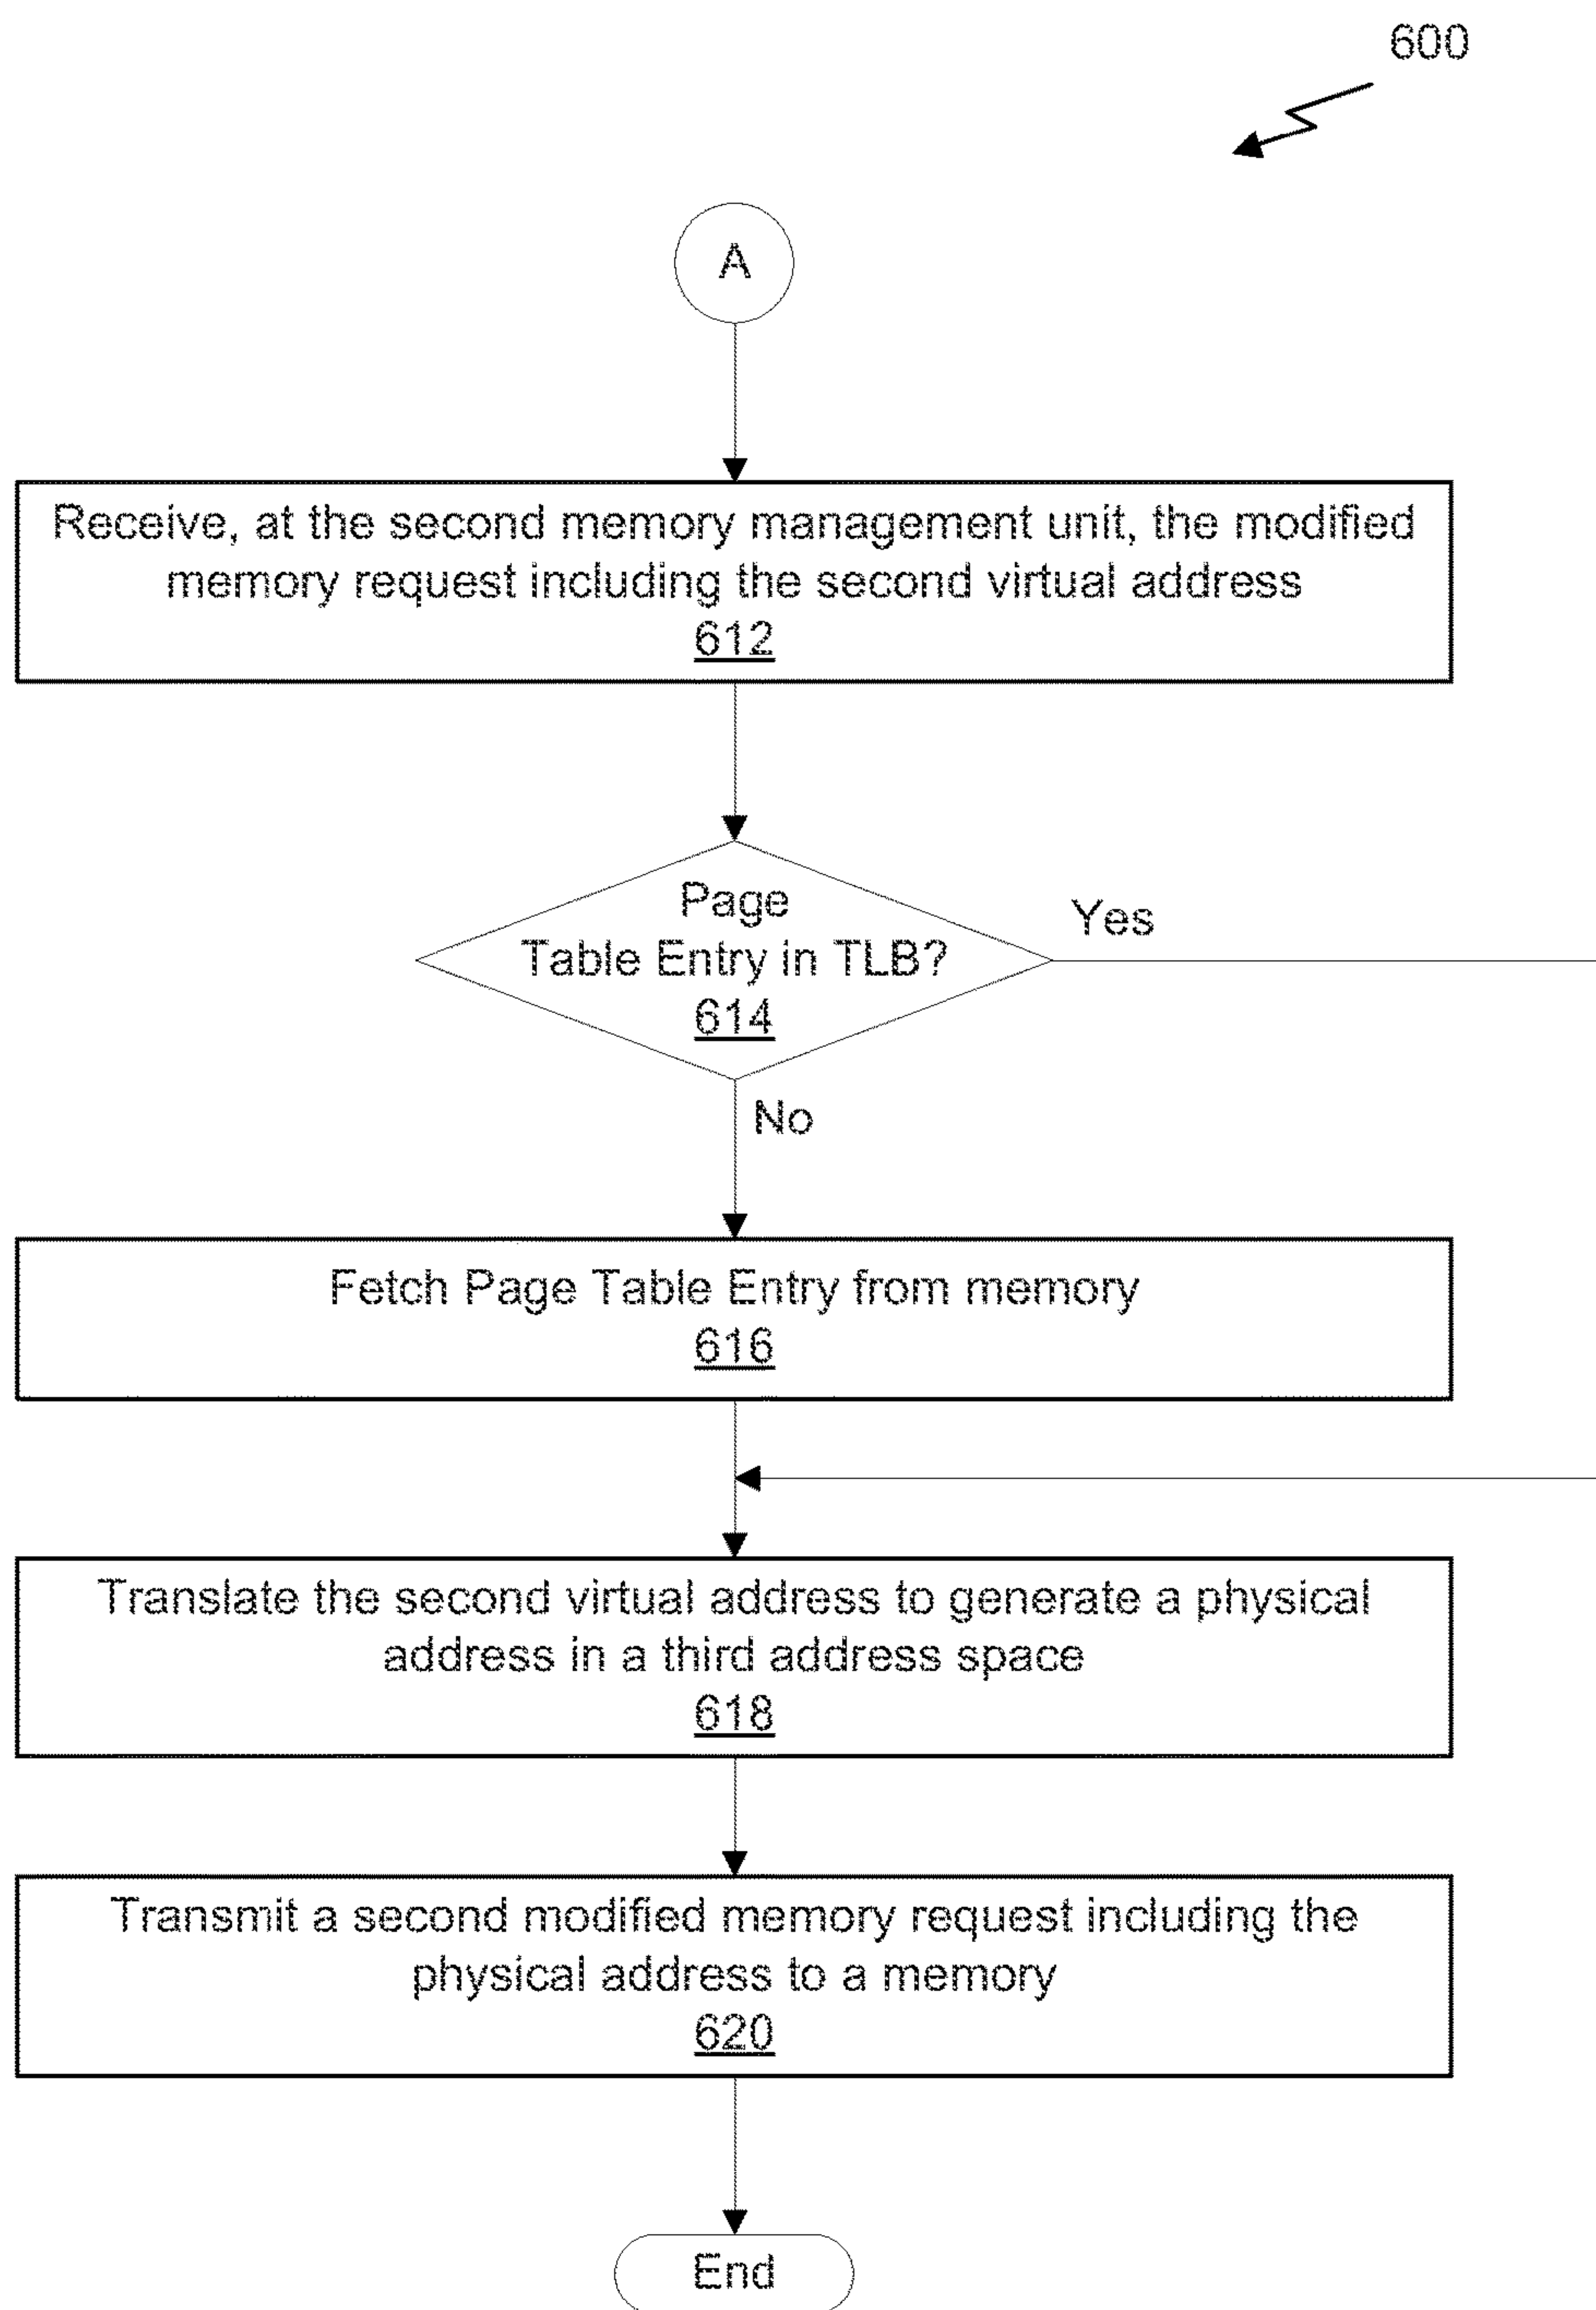 600
A
Receive, at the second memory management unit, the modified
memory request including the second virtual address
612
Page
Table Entry in TLB?
614
Yes
No
Fetch Page Table Entry from memory
616
Translate the second virtual address to generate a physical
address in a third address space
618
Transmit a second modified memory request including the
physical address to a memory
620
End